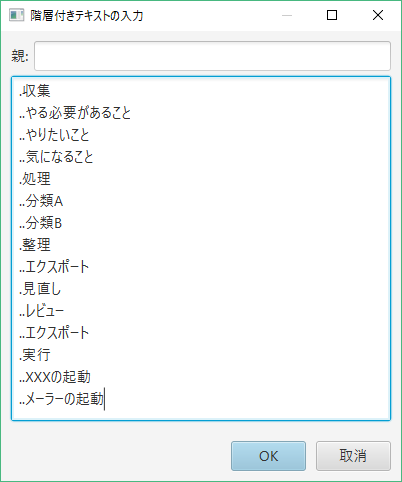 階層付きテキストの入力
親:
.収集
..やる必要があること
..やりたいこと
..気になること
.処理
..分類A
..分類B
.整理
..エクスポート
.見直し
..レビュー
..エクスポート
.実行
..XXXの起動
..メーラーの起動
OK 取消